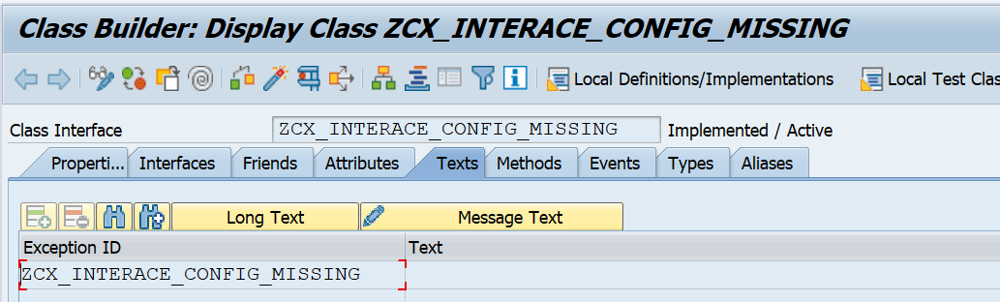 Class Builder: Display Class ZCX_INTERACE_CONFIG_MISSING
Local Definitions/Implementations Local Test Clas
Class Interface ZCX_INTERACE_CONFIG_MISSING Implemented / Active
Properti... Interfaces Friends Attributes Texts Methods Events Types Aliases
Long Text Message Text
Exception ID Text
ZCX_INTERACE_CONFIG_MISSING